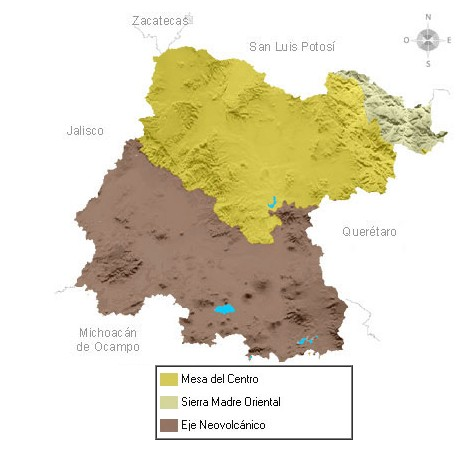 Zacatecas
N
San Luis Potosí
O
E
S
Jalisco
Querétaro
Michoacán
de Ocampo
Mesa del Centro
Sierra Madre Oriental
Eje Neovolcánico